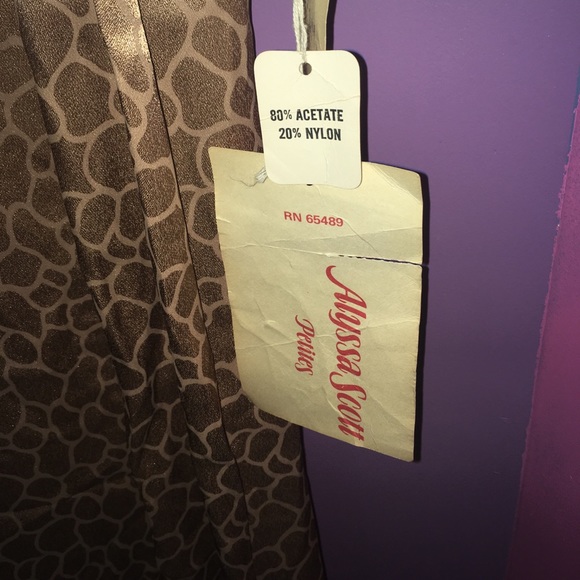 80% ACETATE
20% NYLON
RN 65489
Alyssa Scott
Petites